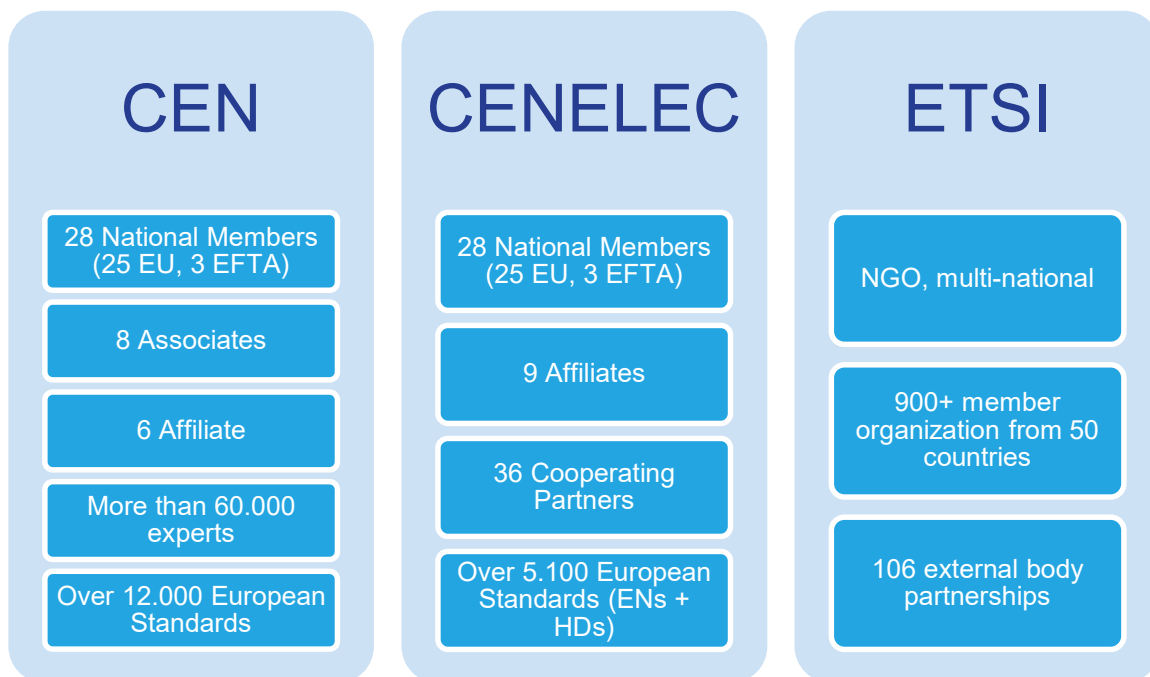 CEN
28 National Members
(25 EU, 3 EFTA)
8 Associates
6 Affiliate
More than 60.000
experts
Over 12.000 European
Standards
CENELEC
28 National Members
(25 EU, 3 EFTA)
9 Affiliates
36 Cooperating
Partners
Over 5.100 European
Standards (ENs +
HDs)
ETSI
NGO, multi-national
900+ member
organization from 50
countries
106 external body
partnerships